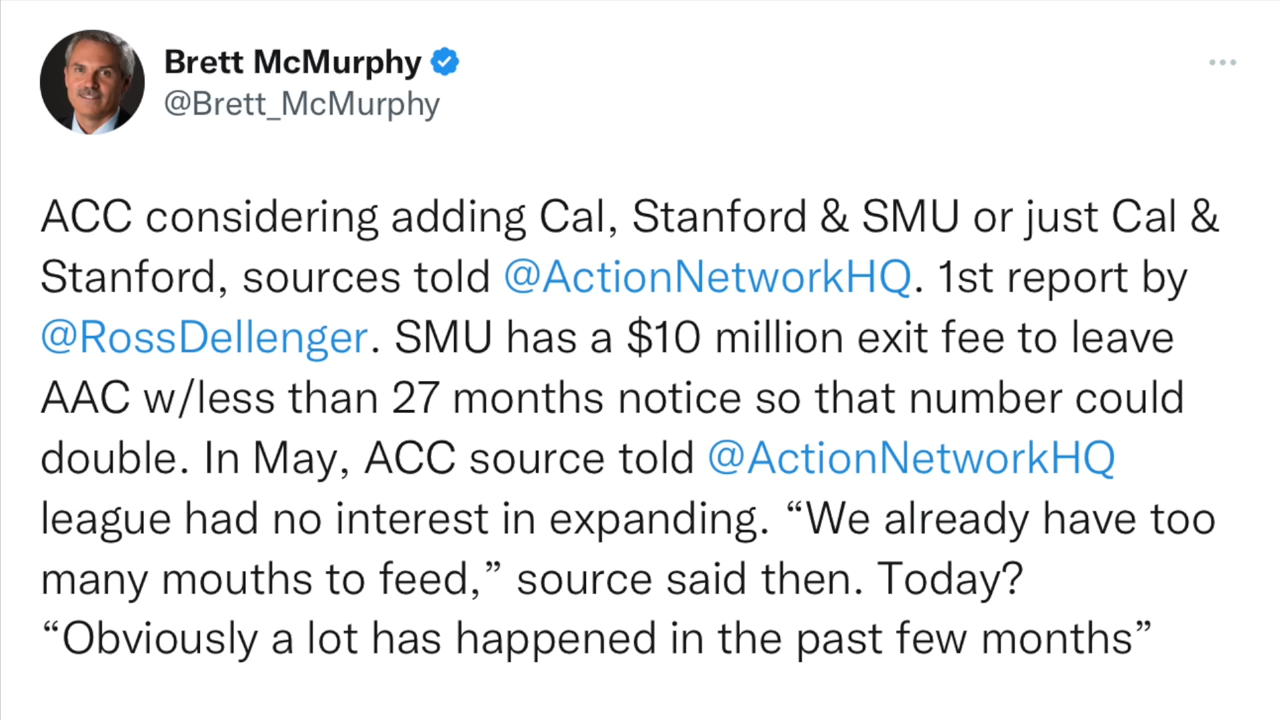 Brett McMurphy
@Brett_McMurphy
ACC considering adding Cal, Stanford & SMU or just Cal &
Stanford, sources told @ActionNetworkHQ. 1st report by
@RossDellenger. SMU has a $10 million exit fee to leave
AAC w/less than 27 months notice so that number could
double. In May, ACC source told @ActionNetworkHQ
league had no interest in expanding. “We already have too
many mouths to feed,” source said then. Today?
“Obviously a lot has happened in the past few months”